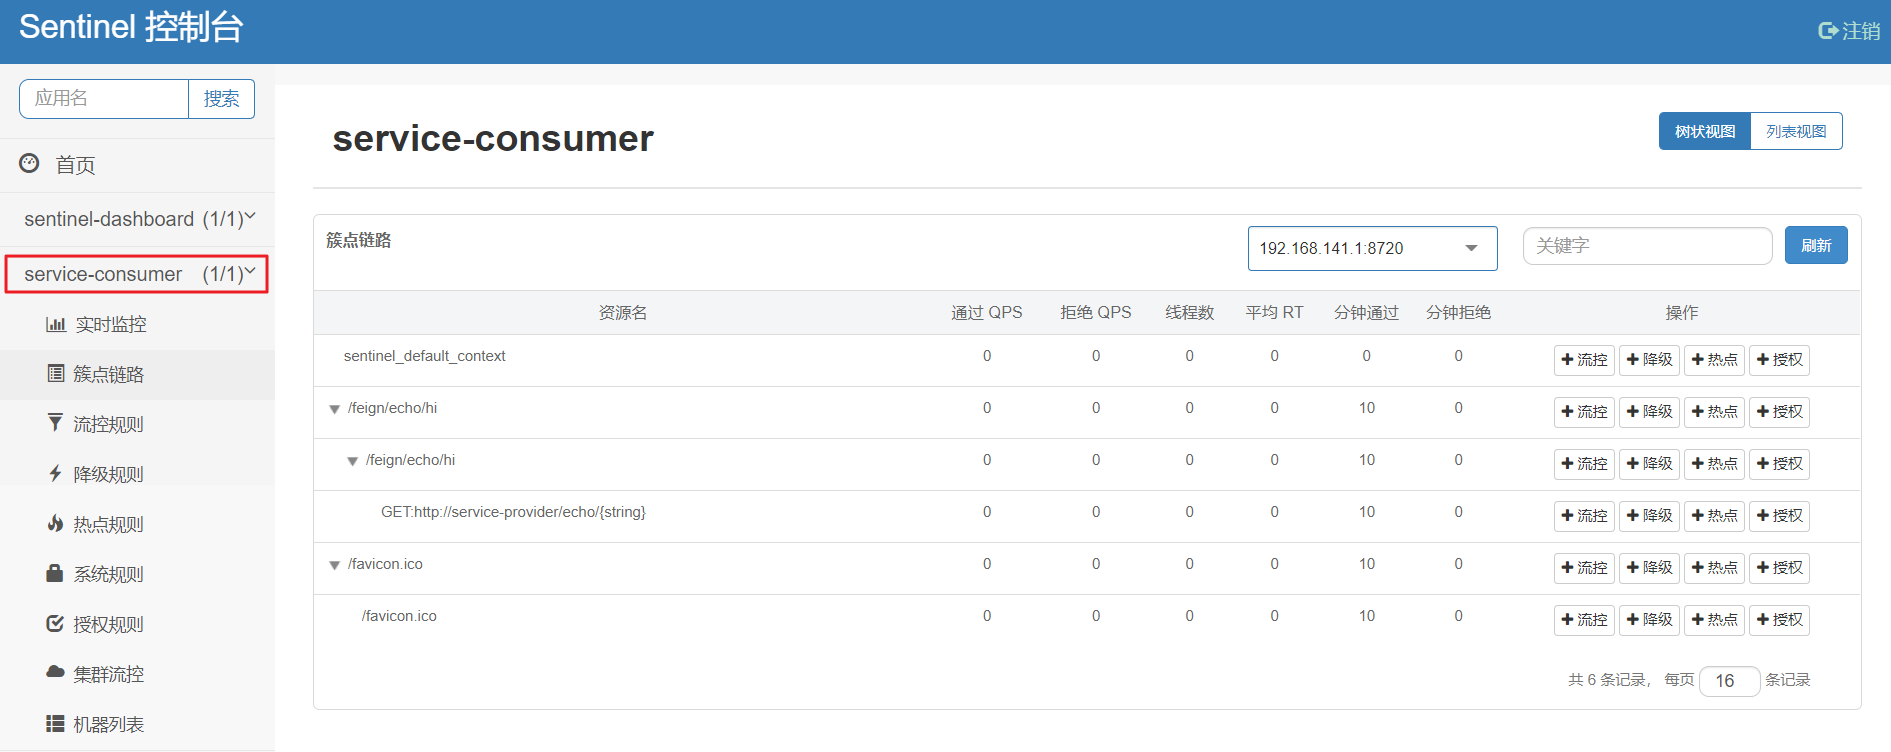 Sentinel 控制台
注销
应用名 搜索
首页
sentinel-dashboard (1/1)
service-consumer (1/1)
实时监控
簇点链路
流控规则
降级规则
热点规则
系统规则
授权规则
集群流控
机器列表
service-consumer
树状视图 列表视图
簇点链路 192.168.141.1:8720 关键字 刷新
资源名 通过 QPS 拒绝 QPS 线程数 平均 RT 分钟通过 分钟拒绝 操作
sentinel_default_context 0 0 0 0 0 0 流控 降级 热点 授权
/feign/echo/hi 0 0 0 0 10 0 流控 降级 热点 授权
/feign/echo/hi 0 0 0 0 10 0 流控 降级 热点 授权
GET:http://service-provider/echo/{string} 0 0 0 0 10 0 流控 降级 热点 授权
/favicon.ico 0 0 0 0 10 0 流控 降级 热点 授权
/favicon.ico 0 0 0 0 10 0 流控 降级 热点 授权
共 6 条记录, 每页 16 条记录